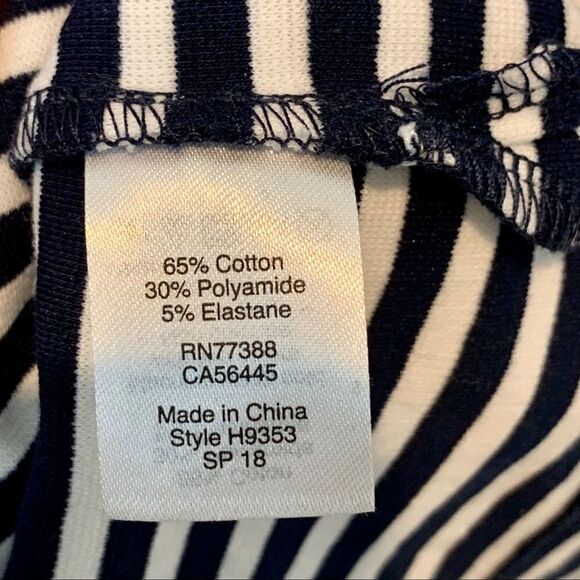 65% Cotton
30% Polyamide
5% Elastane
RN77388
CA56445
Made in China
Style H9353
SP 18